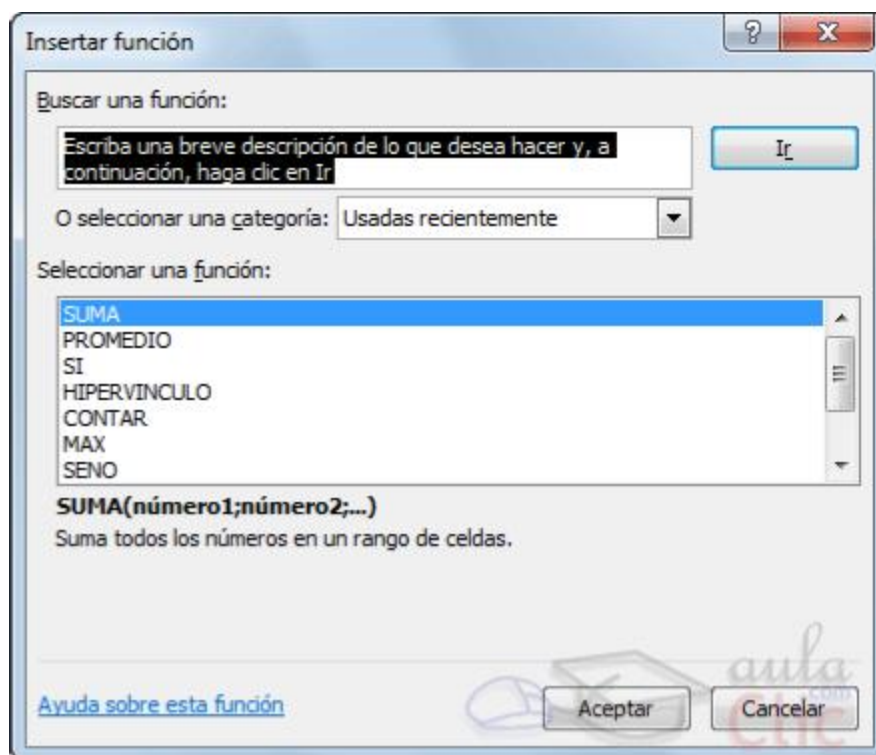 Insertar función
Buscar una función:
Escriba una breve descripción de lo que desea hacer y, a
continuación, haga clic en Ir
Ir
O seleccionar una categoría: Usadas recientemente
Seleccionar una función:
SUMA
PROMEDIO
SI
HIPERVINCULO
CONTAR
MAX
SENO
SUMA(número1;número2;...)
Suma todos los números en un rango de celdas.
aula
Clic
.com
Ayuda sobre esta función
Aceptar
Cancelar